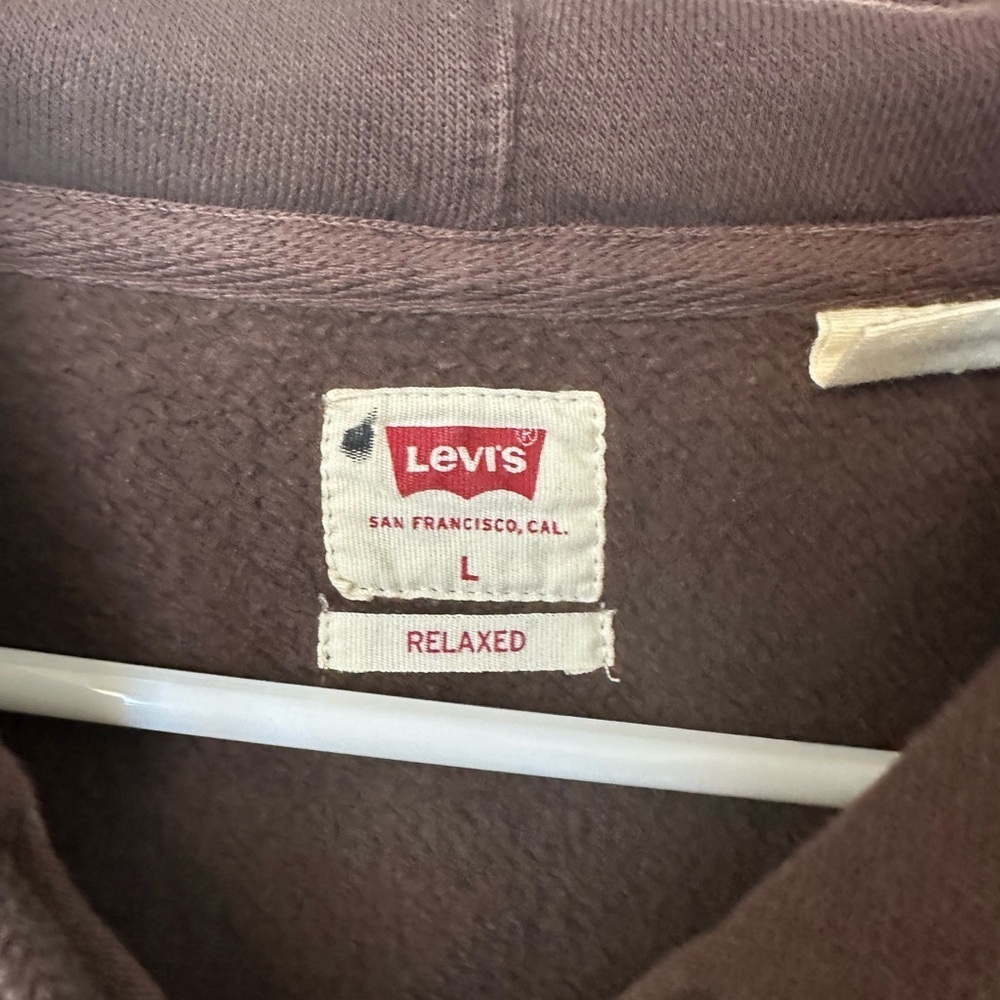 Levi's®
SAN FRANCISCO, CAL.
L
RELAXED